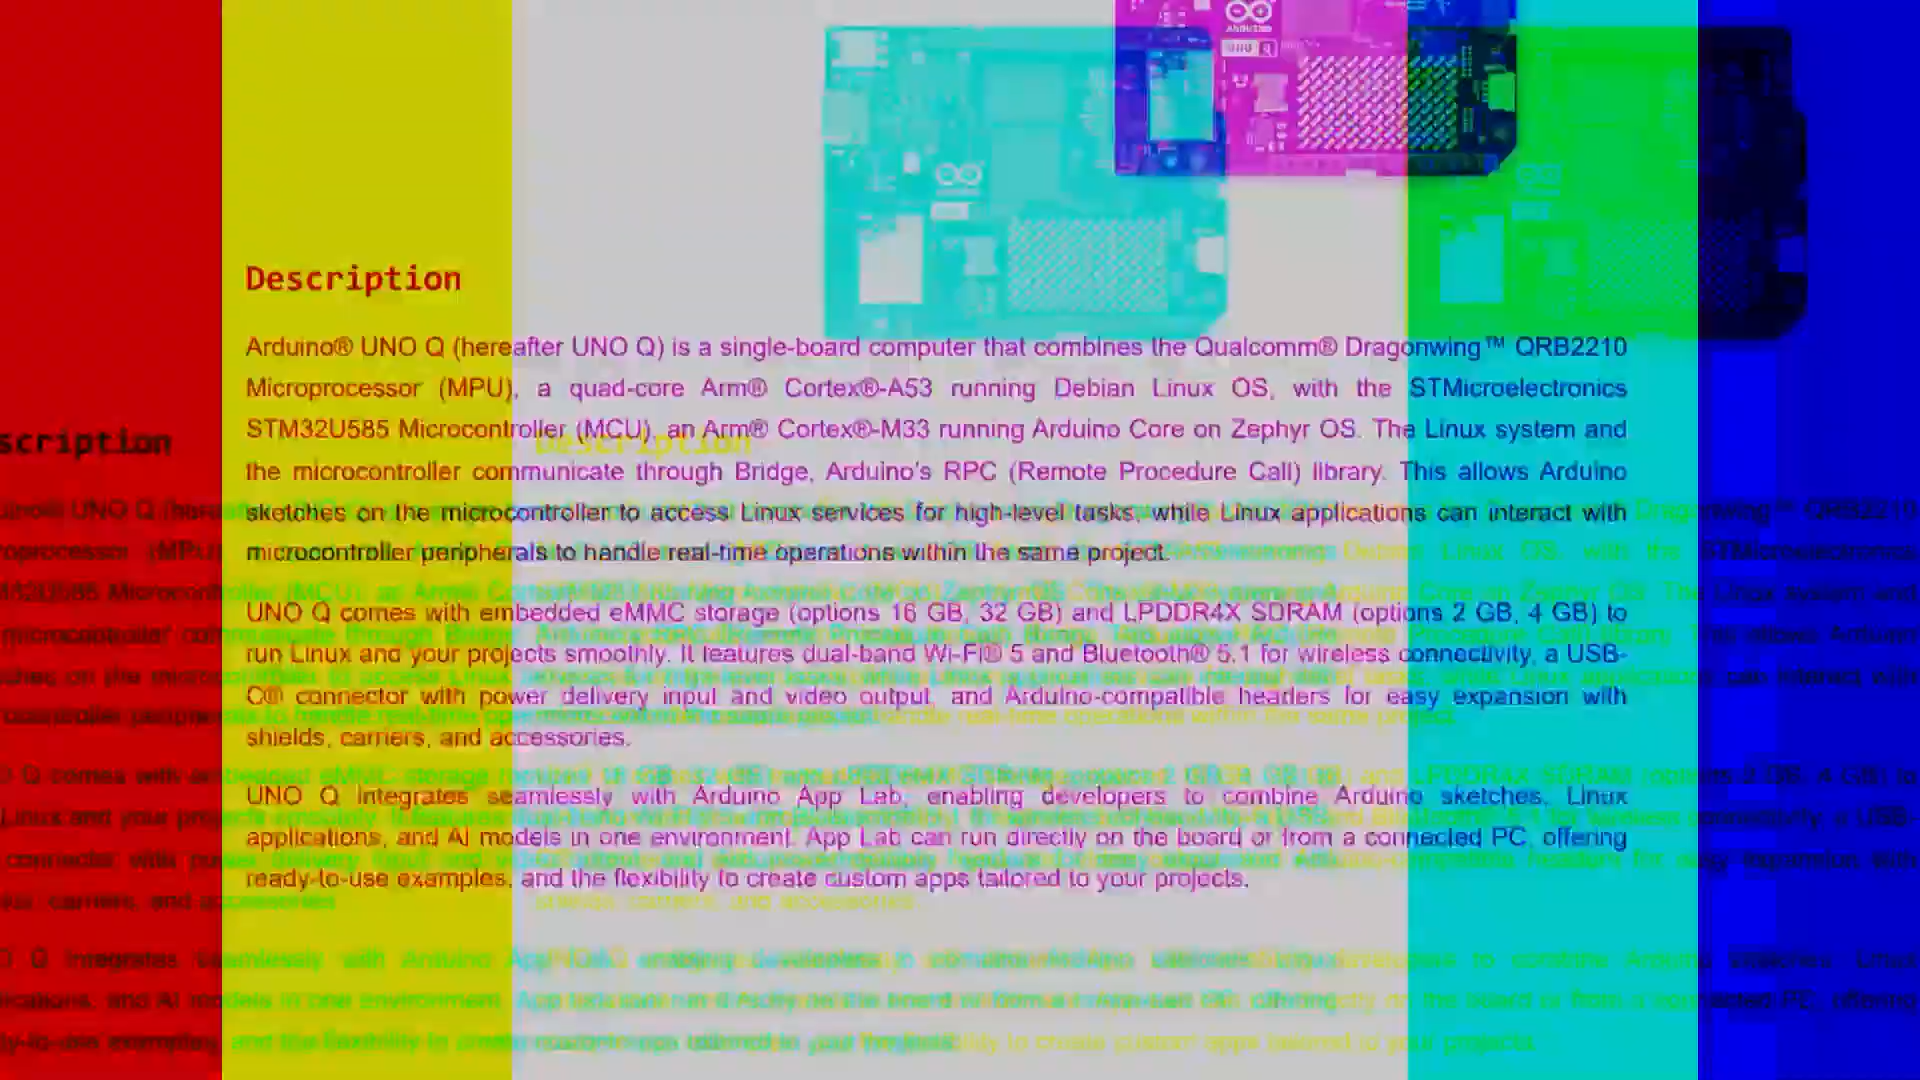 ARDUINO
UNO Q
Description
Arduino® UNO Q (hereafter UNO Q) is a single-board computer that combines the Qualcomm® Dragonwing™ QRB2210
Microprocessor (MPU), a quad-core Arm® Cortex®-A53 running Debian Linux OS, with the STMicroelectronics
STM32U585 Microcontroller (MCU), an Arm® Cortex®-M33 running Arduino Core on Zephyr OS. The Linux system and
the microcontroller communicate through Bridge, Arduino's RPC (Remote Procedure Call) library. This allows Arduino
sketches on the microcontroller to access Linux services for high-level tasks, while Linux applications can interact with
microcontroller peripherals to handle real-time operations within the same project.
UNO Q comes with embedded eMMC storage (options 16 GB, 32 GB) and LPDDR4X SDRAM (options 2 GB, 4 GB) to
run Linux and your projects smoothly. It features dual-band Wi-Fi® 5 and Bluetooth® 5.1 for wireless connectivity, a USB-
C® connector with power delivery input and video output, and Arduino-compatible headers for easy expansion with
shields, carriers, and accessories.
UNO Q integrates seamlessly with Arduino App Lab, enabling developers to combine Arduino sketches, Linux
applications, and AI models in one environment. App Lab can run directly on the board or from a connected PC, offering
ready-to-use examples, and the flexibility to create custom apps tailored to your projects.